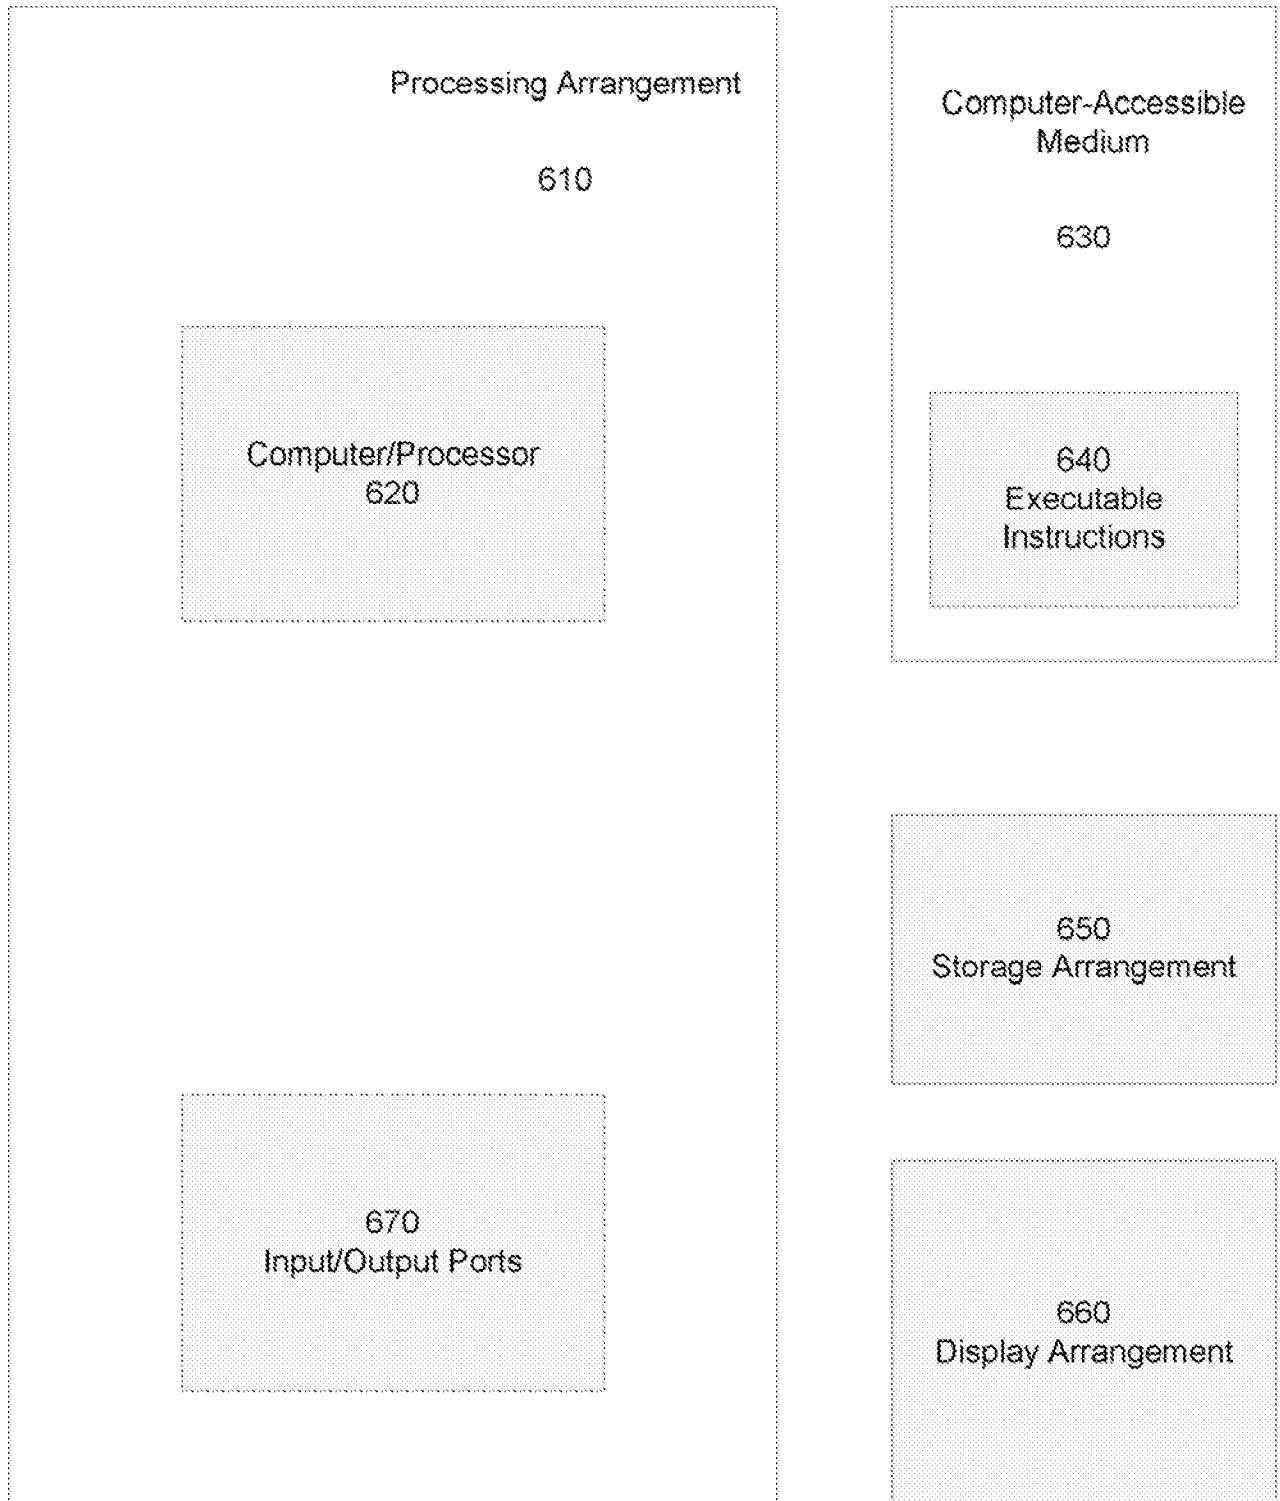 Processing Arrangement
610
Computer/Processor
620
670
Input/Output Ports
Computer-Accessible
Medium
630
640
Executable
Instructions
650
Storage Arrangement
660
Display Arrangement